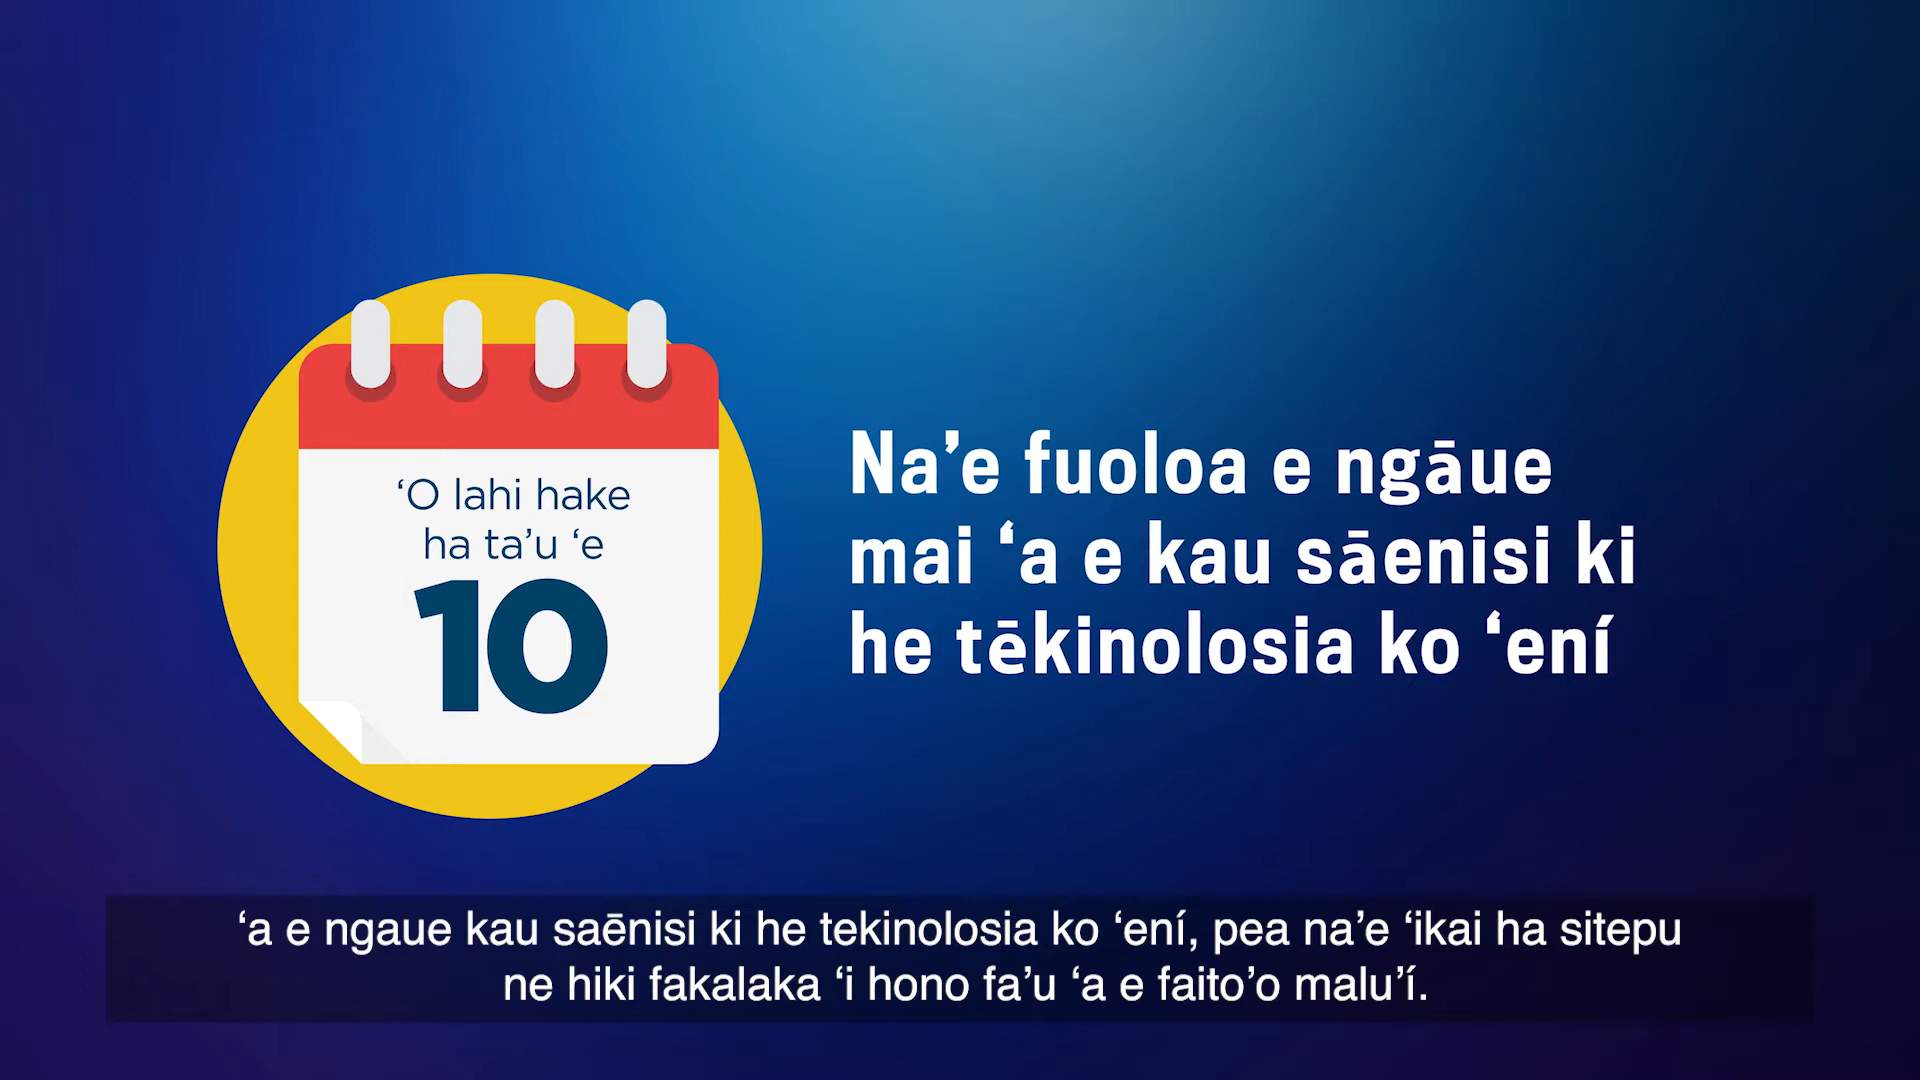 ‘O lahi hake
ha ta’u ‘e
10
Na’e fuoloa e ngāue
mai ‘a e kau sāenisi ki
he tēkinolosia ko ‘ení
‘a e ngaue kau saēnisi ki he tekinolosia ko ‘ení, pea na’e ‘ikai ha sitepu
ne hiki fakalaka ‘i hono fa’u ‘a e faito’o malu’í.